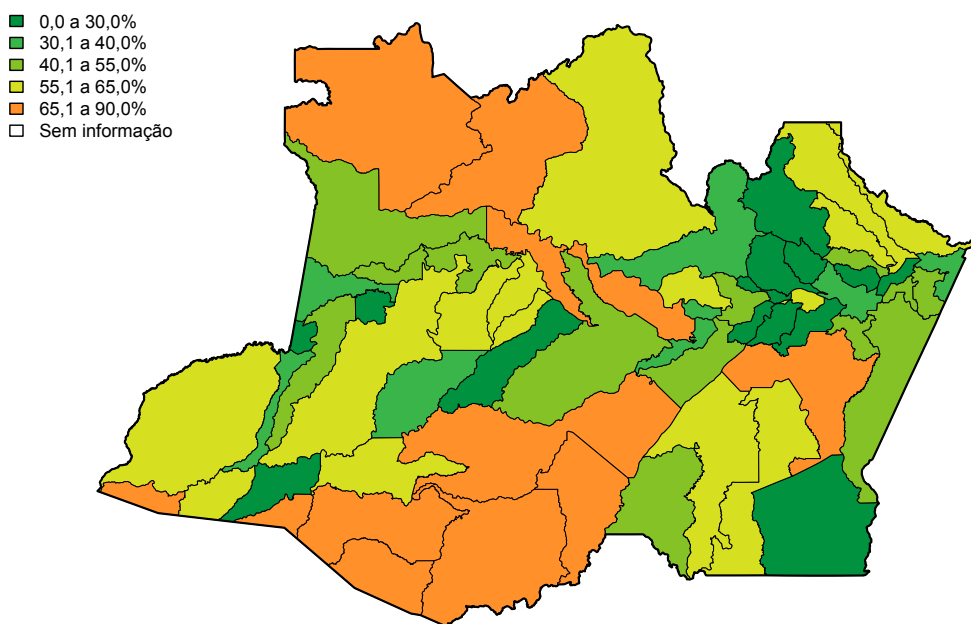 0,0 a 30,0%
30,1 a 40,0%
40,1 a 55,0%
55,1 a 65,0%
65,1 a 90,0%
Sem informação